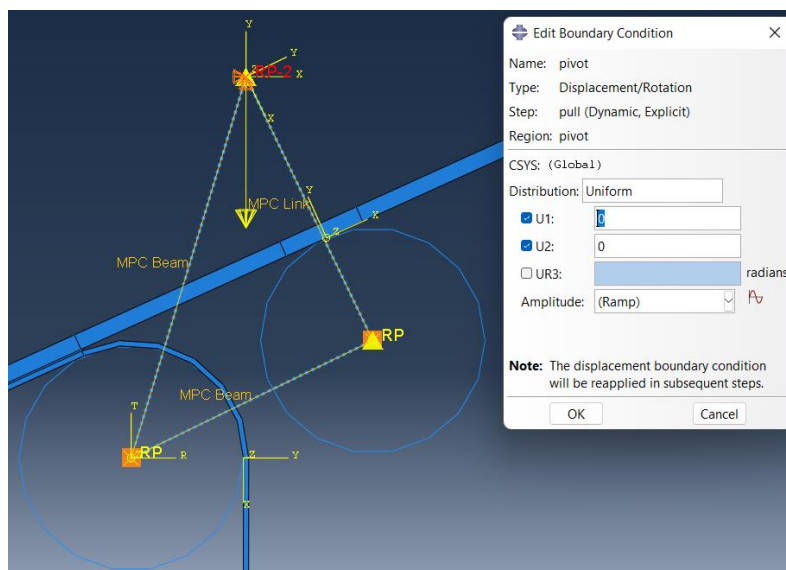 Y
Y
Z
RP-2
X
X
MPC Link
Y
X
Z
MPC Beam
RP
MPC Beam
T
RP
R
Z
Y
X
Edit Boundary Condition
Name: pivot
Type: Displacement/Rotation
Step: pull (Dynamic, Explicit)
Region: pivot
CSYS: (Global)
Distribution: Uniform
U1: 0
U2: 0
UR3: radians
Amplitude: (Ramp)
Note: The displacement boundary condition
will be reapplied in subsequent steps.
OK Cancel